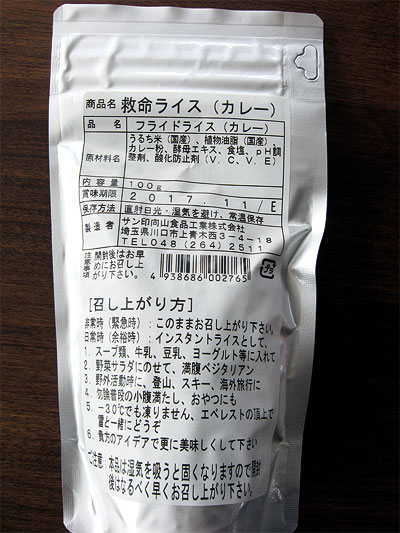 商品名 救命ライス（カレー）
品 名 フライドライス（カレー）
原材料名 うるち米（国産）、植物油脂（国産）、
カレー粉、酵母エキス、食塩、ｐＨ調
整剤、酸化防止剤（Ｖ．Ｃ，Ｖ．Ｅ）
内容量 100ｇ
賞味期限 2017.11/E
保存方法 直射日光・湿気を避け、常温保存
製造者 サン印向山食品工業株式会社
埼玉県川口市上青木西3－4－18
TEL048（264）2511
注意事項 開封後はお早めにお召し上がり下さい。
4938686002765
［召し上がり方］
非常時（緊急時）：このままお召し上がり下さい。
日常時（余裕時）：インスタントライスとして、
1．スープ類、牛乳、豆乳、ヨーグルト等に入れて
2．野菜サラダにのせて、満腹ベジタリアン
3．野外活動時に、登山、スキー、海外旅行に
4．勿論普段の小腹満たし、おやつにも
5．－30℃でも凍りません、エベレストの頂上で
雪と一緒にどうぞ
6．貴方のアイデアで更に美味しくして下さい
ご注意：本品は湿気を吸うと固くなりますので開封
後はなるべく早くお召し上がり下さい。